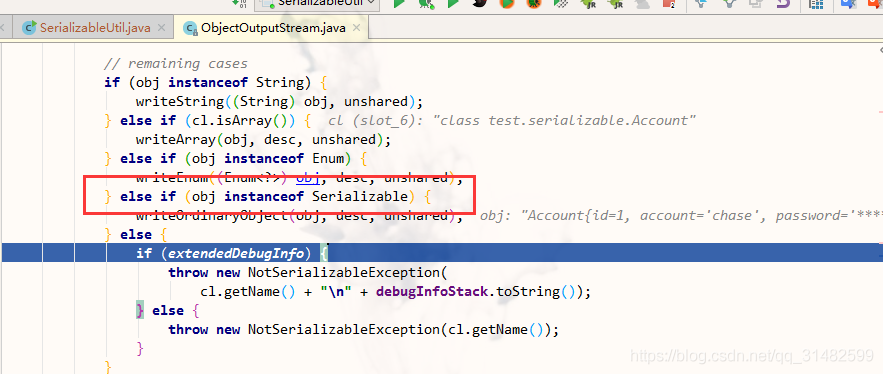 SerializableUtil
SerializableUtil.java × ObjectOutputStream.java ×
// remaining cases
if (obj instanceof String) {
writeString((String) obj, unshared);
} else if (cl.isArray()) { cl (slot_6): "class test.serializable.Account"
writeArray(obj, desc, unshared);
} else if (obj instanceof Enum) {
writeEnum((Enum<?>) obj, desc, unshared);
} else if (obj instanceof Serializable) {
writeOrdinaryObject(obj, desc, unshared); obj: "Account{id=1, account='chase', password='****
} else {
if (extendedDebugInfo) {
throw new NotSerializableException(
cl.getName() + "\n" + debugInfoStack.toString());
} else {
throw new NotSerializableException(cl.getName());
}
}
https://blog.csdn.net/qq_31482599